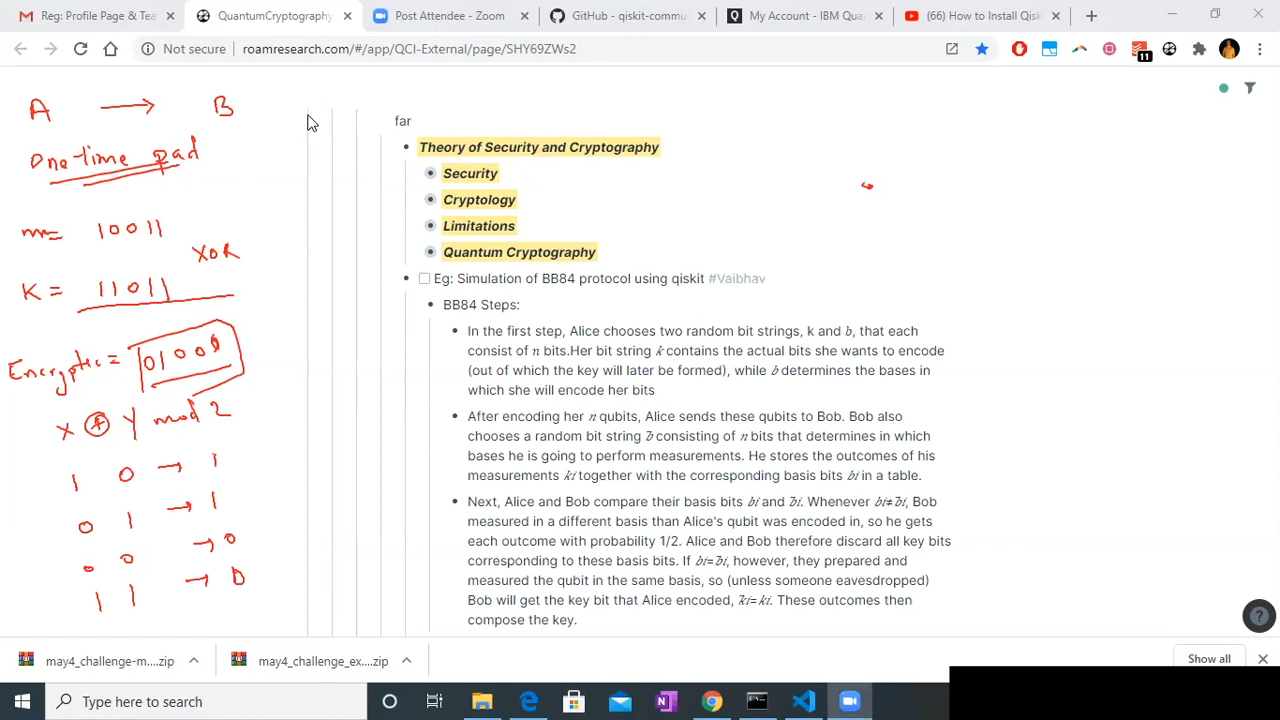 Reg: Profile Page & Tea
QuantumCryptography
Post Attendee - Zoom
GitHub - qiskit-commu
My Account - IBM Qua
(66) How to Install Qisk
Not secure
roamresearch.com/#/app/QCI-External/page/SHY69ZWs2
11
A → B
One-time pad
m= 10011
XOR
K = 11011
Encryptec = 01000
X ⊕ Y mod 2
1 0 → 1
0 1 → 1
0 0 → 0
1 1 → 0
far
Theory of Security and Cryptography
Security
Cryptology
Limitations
Quantum Cryptography
Eg: Simulation of BB84 protocol using qiskit #Vaibhav
BB84 Steps:
In the first step, Alice chooses two random bit strings, k and b, that each
consist of n bits.Her bit string k contains the actual bits she wants to encode
(out of which the key will later be formed), while b determines the bases in
which she will encode her bits
After encoding her n qubits, Alice sends these qubits to Bob. Bob also
chooses a random bit string b̃ consisting of n bits that determines in which
bases he is going to perform measurements. He stores the outcomes of his
measurements k̃i together with the corresponding basis bits b̃i in a table.
Next, Alice and Bob compare their basis bits bi and b̃i. Whenever bi≠b̃i, Bob
measured in a different basis than Alice's qubit was encoded in, so he gets
each outcome with probability 1/2. Alice and Bob therefore discard all key bits
corresponding to these basis bits. If bi=b̃i, however, they prepared and
measured the qubit in the same basis, so (unless someone eavesdropped)
Bob will get the key bit that Alice encoded, k̃i=ki. These outcomes then
compose the key.
may4_challenge-m....zip
may4_challenge_ex....zip
Show all
Type here to search